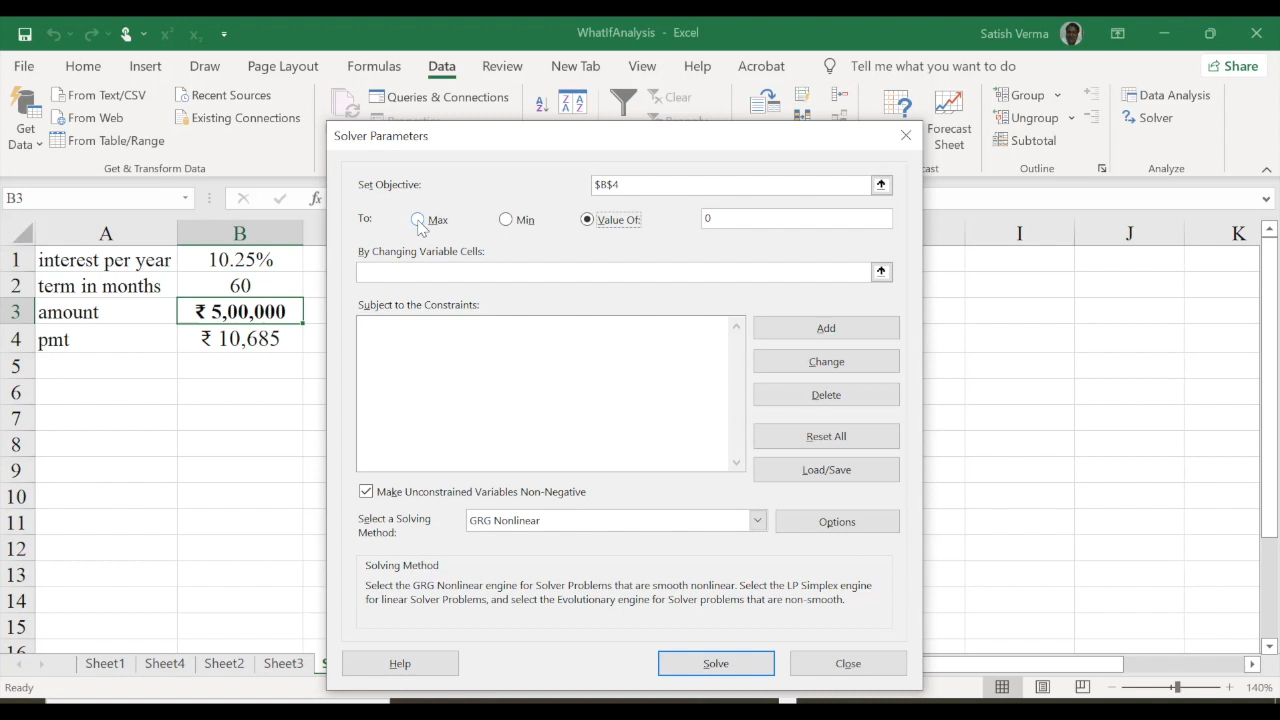 WhatIfAnalysis - Excel
Satish Verma
File Home Insert Draw Page Layout Formulas Data Review New Tab View Help Acrobat Tell me what you want to do Share
Get Data
From Text/CSV
From Web
From Table/Range
Recent Sources
Existing Connections
Get & Transform Data
Queries & Connections
Clear
Forecast Sheet
Group
Ungroup
Subtotal
Outline
Data Analysis
Solver
Analyze
B3
fx
A B I J K
1 interest per year 10.25%
2 term in months 60
3 amount ₹ 5,00,000
4 pmt ₹ 10,685
5
6
7
8
9
10
11
12
13
14
15
16
Solver Parameters
Set Objective: $B$4
To: Max Min Value Of: 0
By Changing Variable Cells:
Subject to the Constraints:
Add
Change
Delete
Reset All
Load/Save
Make Unconstrained Variables Non-Negative
Select a Solving Method: GRG Nonlinear Options
Solving Method
Select the GRG Nonlinear engine for Solver Problems that are smooth nonlinear. Select the LP Simplex engine
for linear Solver Problems, and select the Evolutionary engine for Solver problems that are non-smooth.
Help Solve Close
Sheet1 Sheet4 Sheet2 Sheet3
Ready
140%